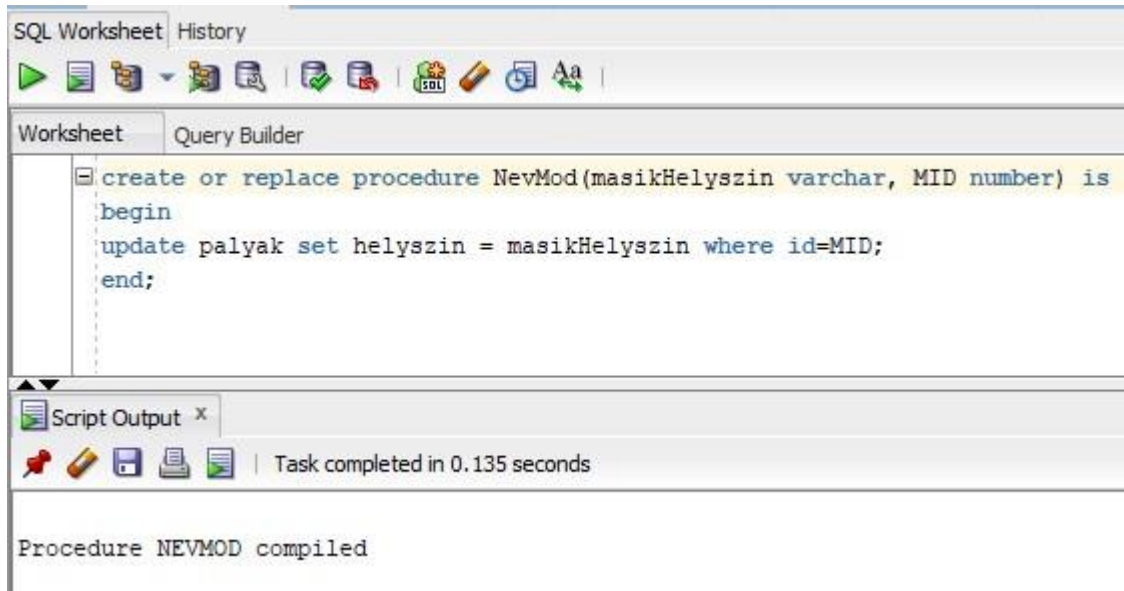 SQL Worksheet History
Worksheet Query Builder
create or replace procedure NevMod(masikHelyszin varchar, MID number) is
begin
update palyak set helyszin = masikHelyszin where id=MID;
end;
Script Output x
Task completed in 0.135 seconds
Procedure NEVMOD compiled